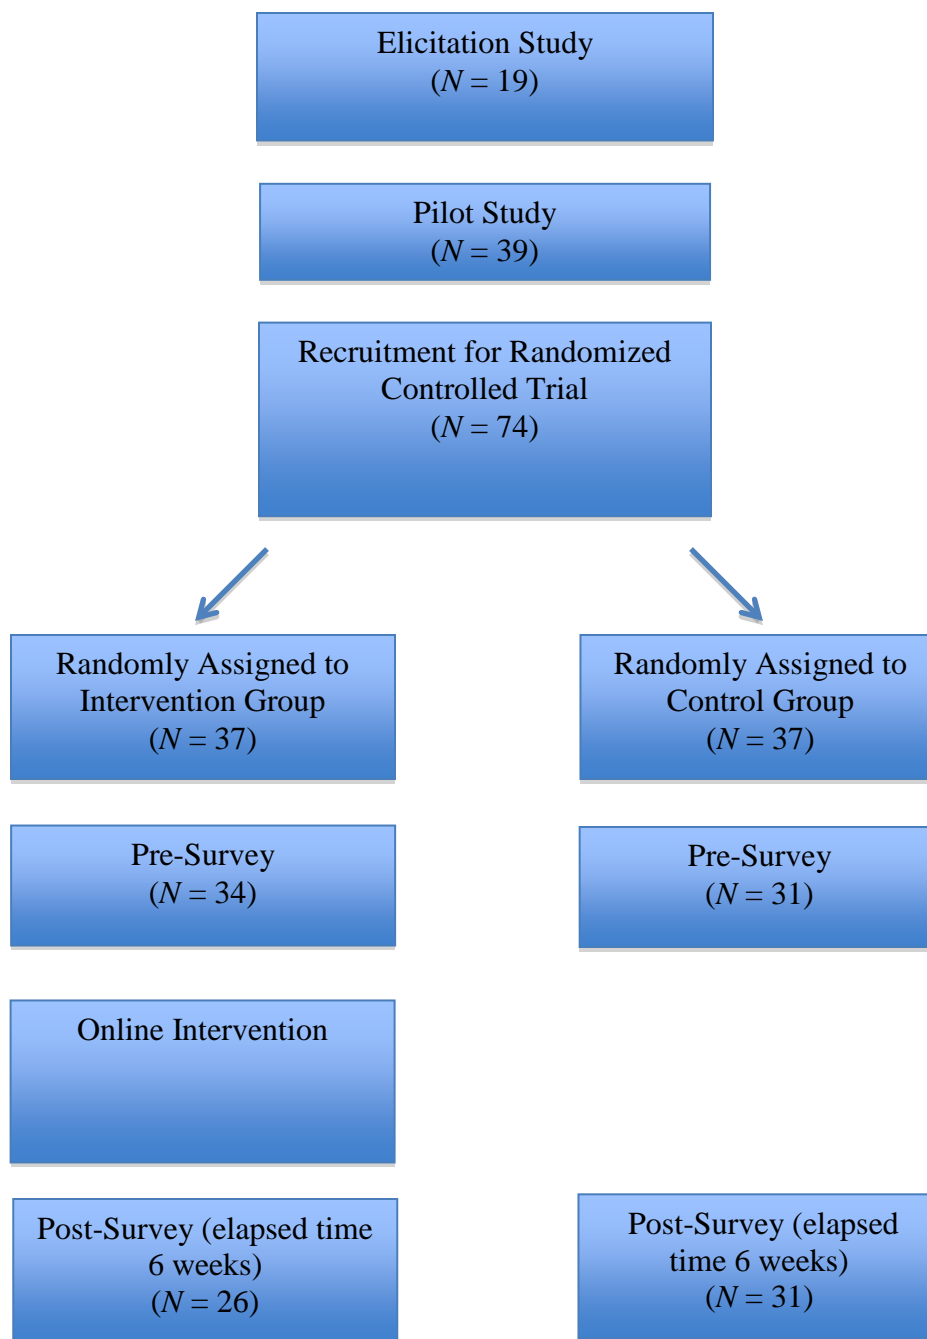 Elicitation Study
(N = 19)
Pilot Study
(N = 39)
Recruitment for Randomized
Controlled Trial
(N = 74)
Randomly Assigned to
Intervention Group
(N = 37)
Randomly Assigned to
Control Group
(N = 37)
Pre-Survey
(N = 34)
Pre-Survey
(N = 31)
Online Intervention
Post-Survey (elapsed time
6 weeks)
(N = 26)
Post-Survey (elapsed
time 6 weeks)
(N = 31)